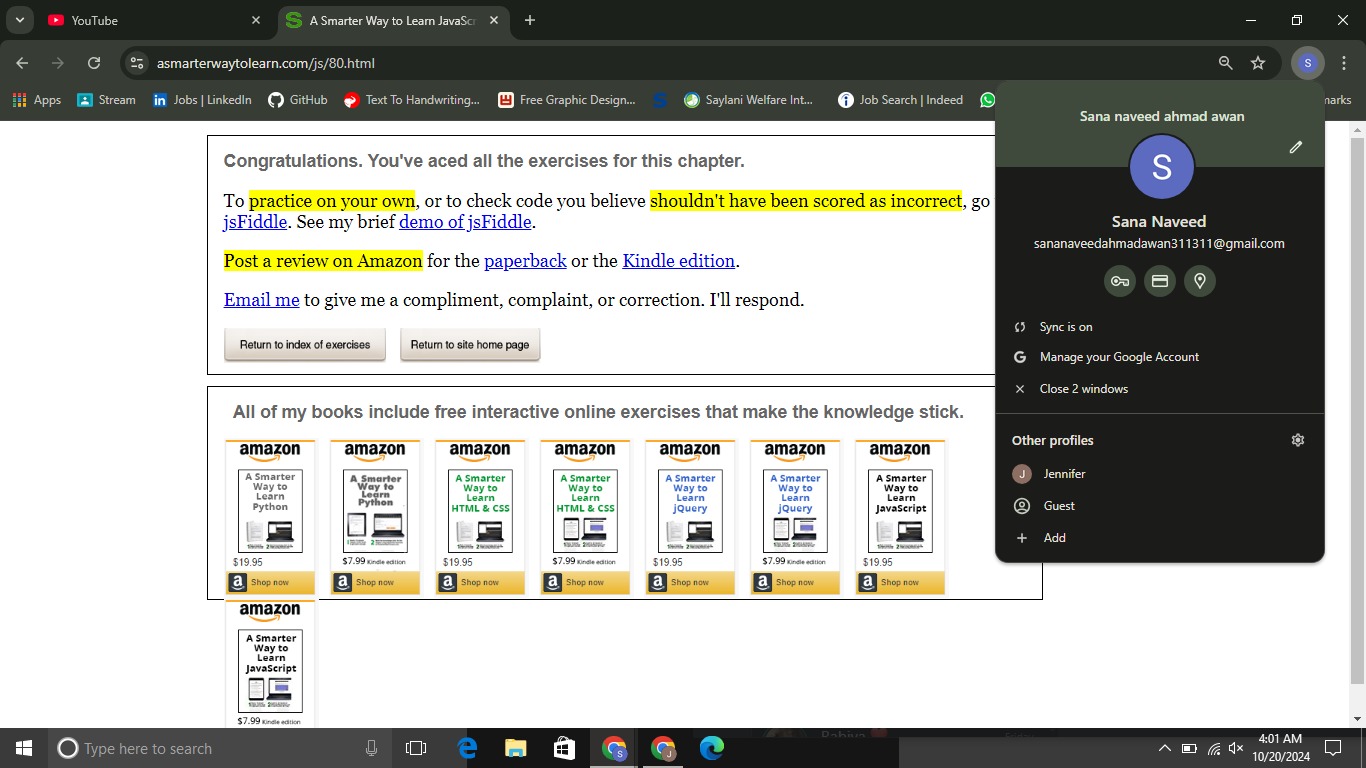 YouTube
A Smarter Way to Learn JavaScr
asmarterwaytolearn.com/js/80.html
S
Apps
Stream
Jobs | LinkedIn
GitHub
Text To Handwriting...
Free Graphic Design...
Saylani Welfare Int...
Job Search | Indeed
marks
Sana naveed ahmad awan
S
Sana Naveed
sananaveedahmadawan311311@gmail.com
Sync is on
Manage your Google Account
Close 2 windows
Other profiles
J Jennifer
Guest
Add
Congratulations. You've aced all the exercises for this chapter.
To practice on your own, or to check code you believe shouldn't have been scored as incorrect, go
jsFiddle. See my brief demo of jsFiddle.
Post a review on Amazon for the paperback or the Kindle edition.
Email me to give me a compliment, complaint, or correction. I'll respond.
Return to index of exercises
Return to site home page
All of my books include free interactive online exercises that make the knowledge stick.
amazon
A Smarter
Way to
Learn
Python
$19.95
Shop now
amazon
A Smarter
Way to
Learn
Python
$7.99 Kindle edition
Shop now
amazon
A Smarter
Way to
Learn
HTML & CSS
$19.95
Shop now
amazon
A Smarter
Way to
Learn
HTML & CSS
$7.99 Kindle edition
Shop now
amazon
A Smarter
Way to
Learn
jQuery
$19.95
Shop now
amazon
A Smarter
Way to
Learn
jQuery
$7.99 Kindle edition
Shop now
amazon
A Smarter
Way to
Learn
JavaScript
$19.95
Shop now
amazon
A Smarter
Way to
Learn
JavaScript
$7.99 Kindle edition
Type here to search
4:01 AM
10/20/2024